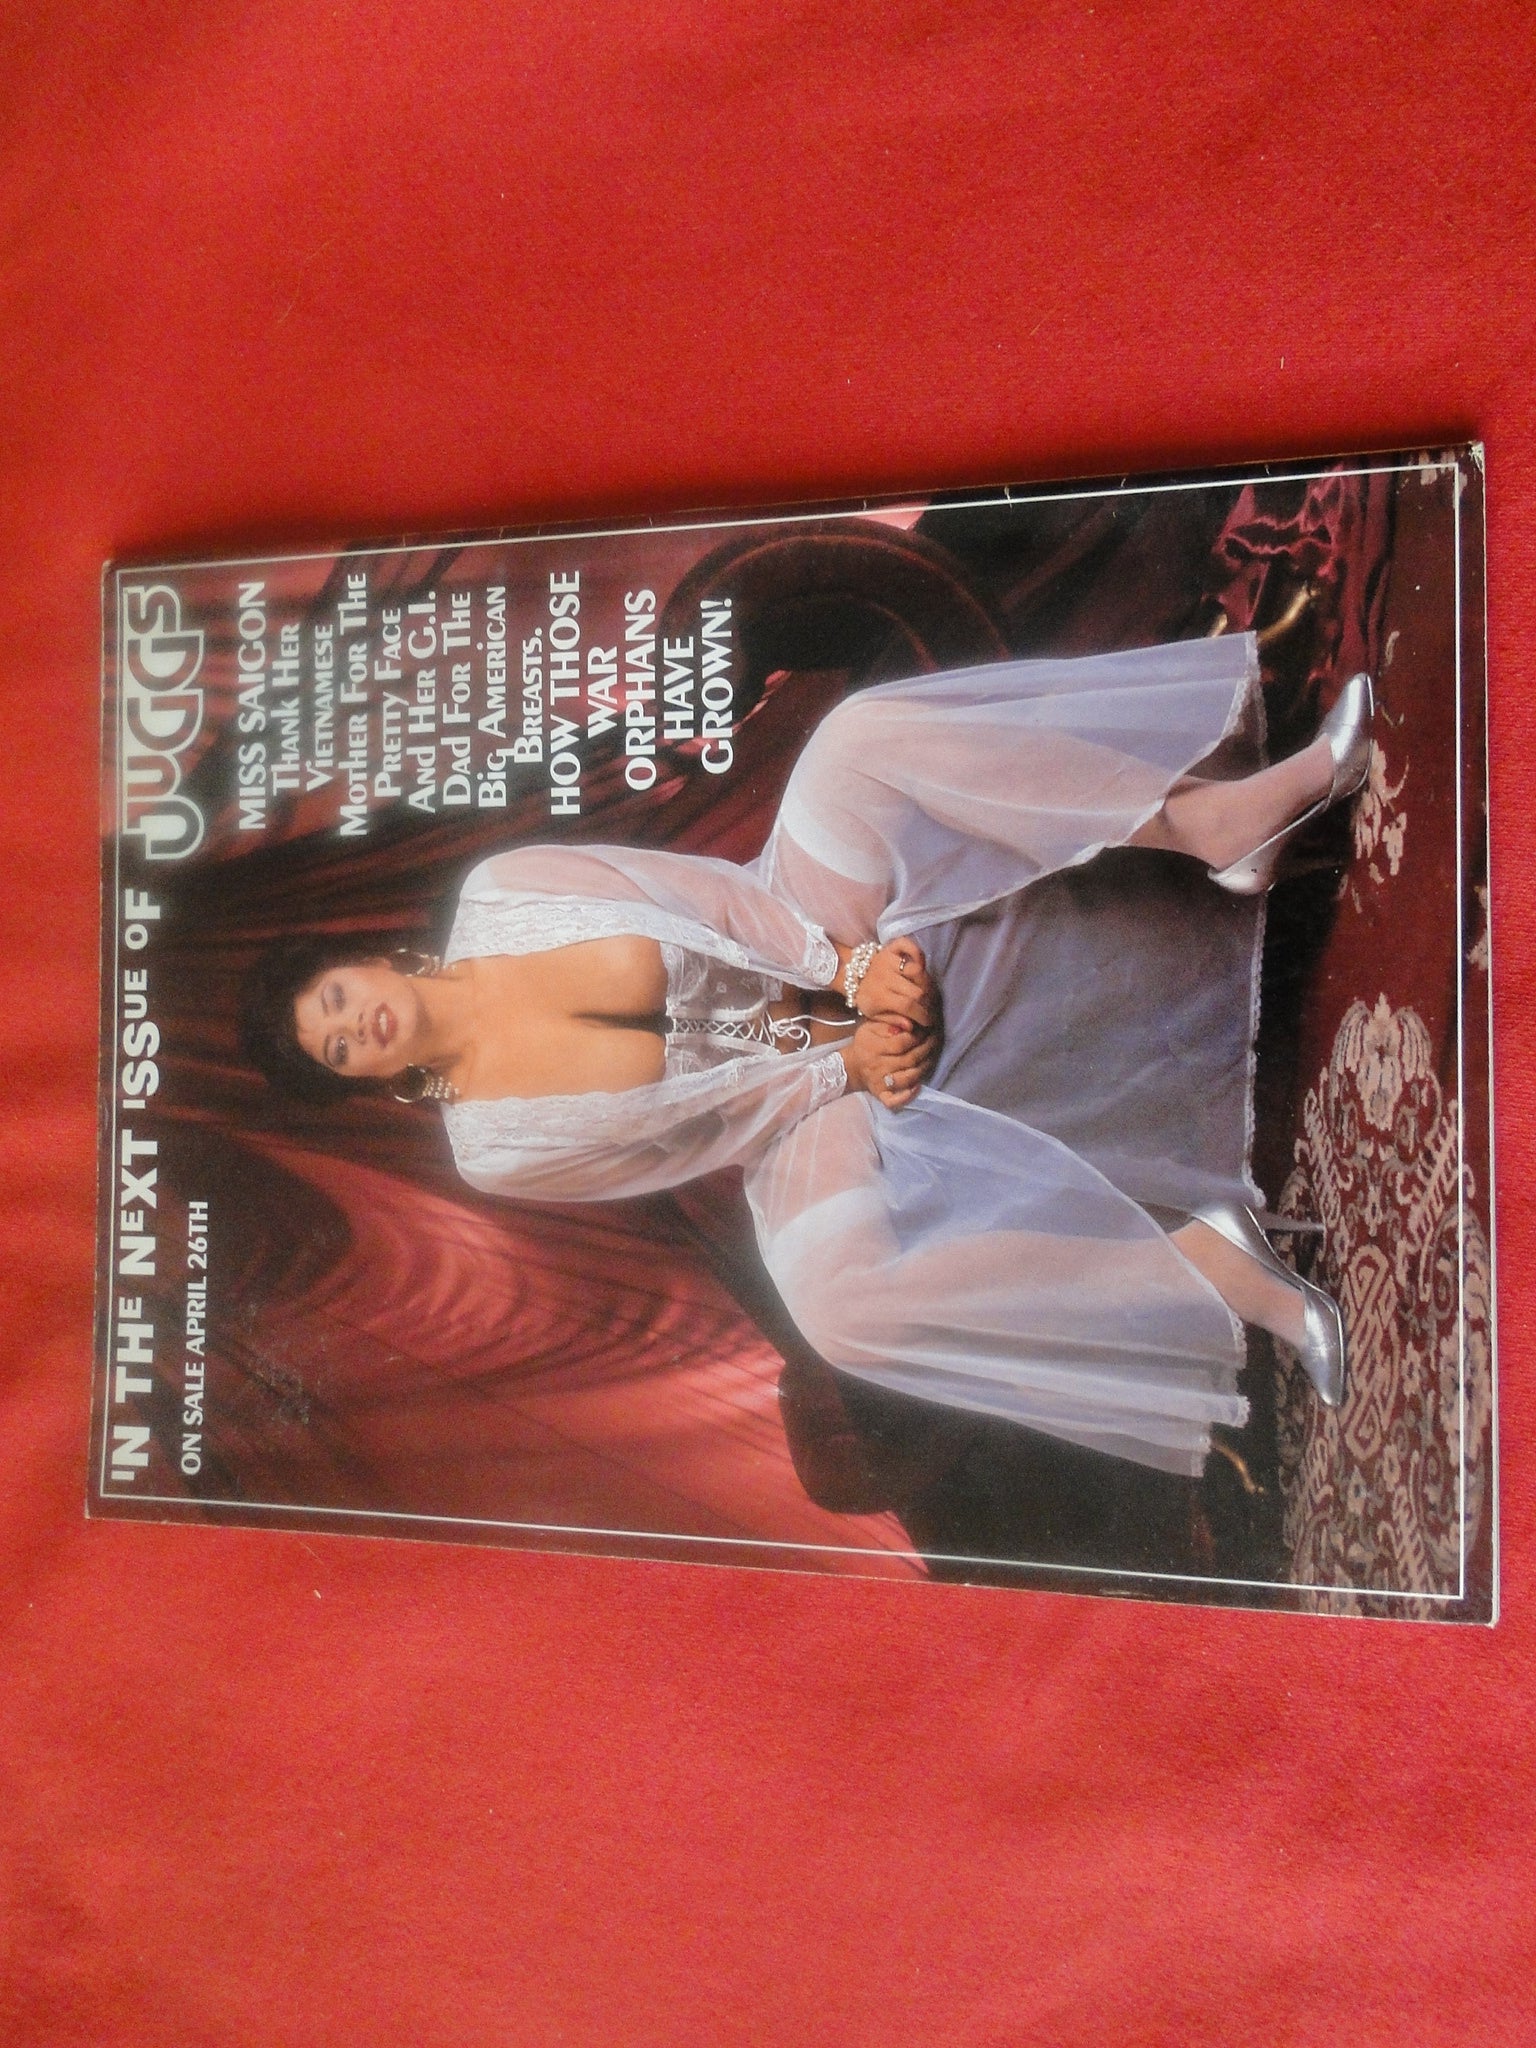 IN THE NEXT ISSUE OF JUGGS
ON SALE APRIL 26TH
MISS SAIGON
THANK HER
VIETNAMESE
MOTHER FOR THE
PRETTY FACE
AND HER G.I.
DAD FOR THE
BIG AMERICAN
BREASTS.
HOW THOSE
WAR
ORPHANS
HAVE
GROWN!